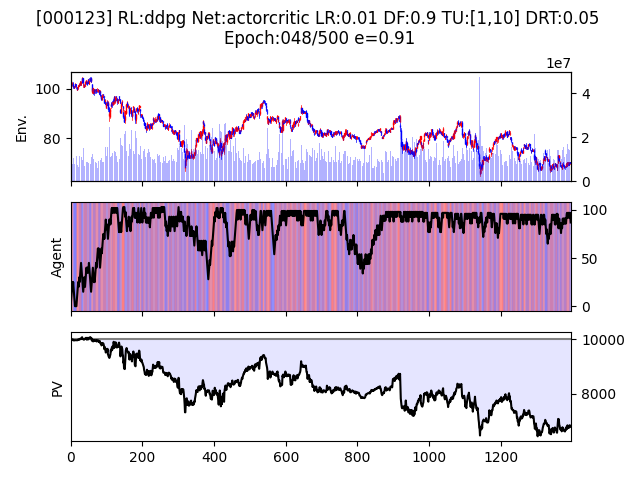 [000123] RL:ddpg Net:actorcritic LR:0.01 DF:0.9 TU:[1,10] DRT:0.05
Epoch:048/500 e=0.91
1e7
Env.
100
80
4
2
0
Agent
100
50
0
PV
10000
8000
0 200 400 600 800 1000 1200